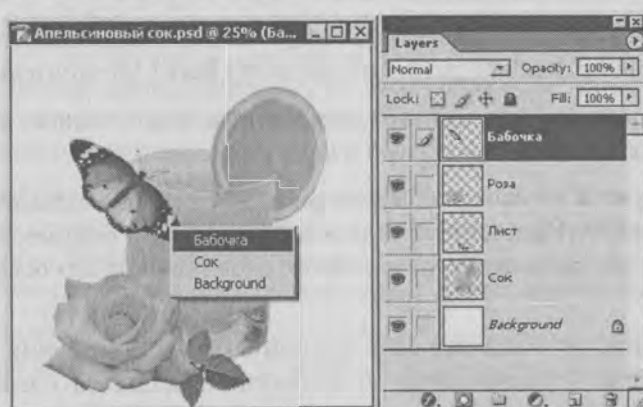 Апельсиновый сок.psd @ 25% (Ба...
Бабочка
Сок
Background
Layers
Normal
Opacity: 100%
Lock:
Fill: 100%
Бабочка
Роза
Лист
Сок
Background